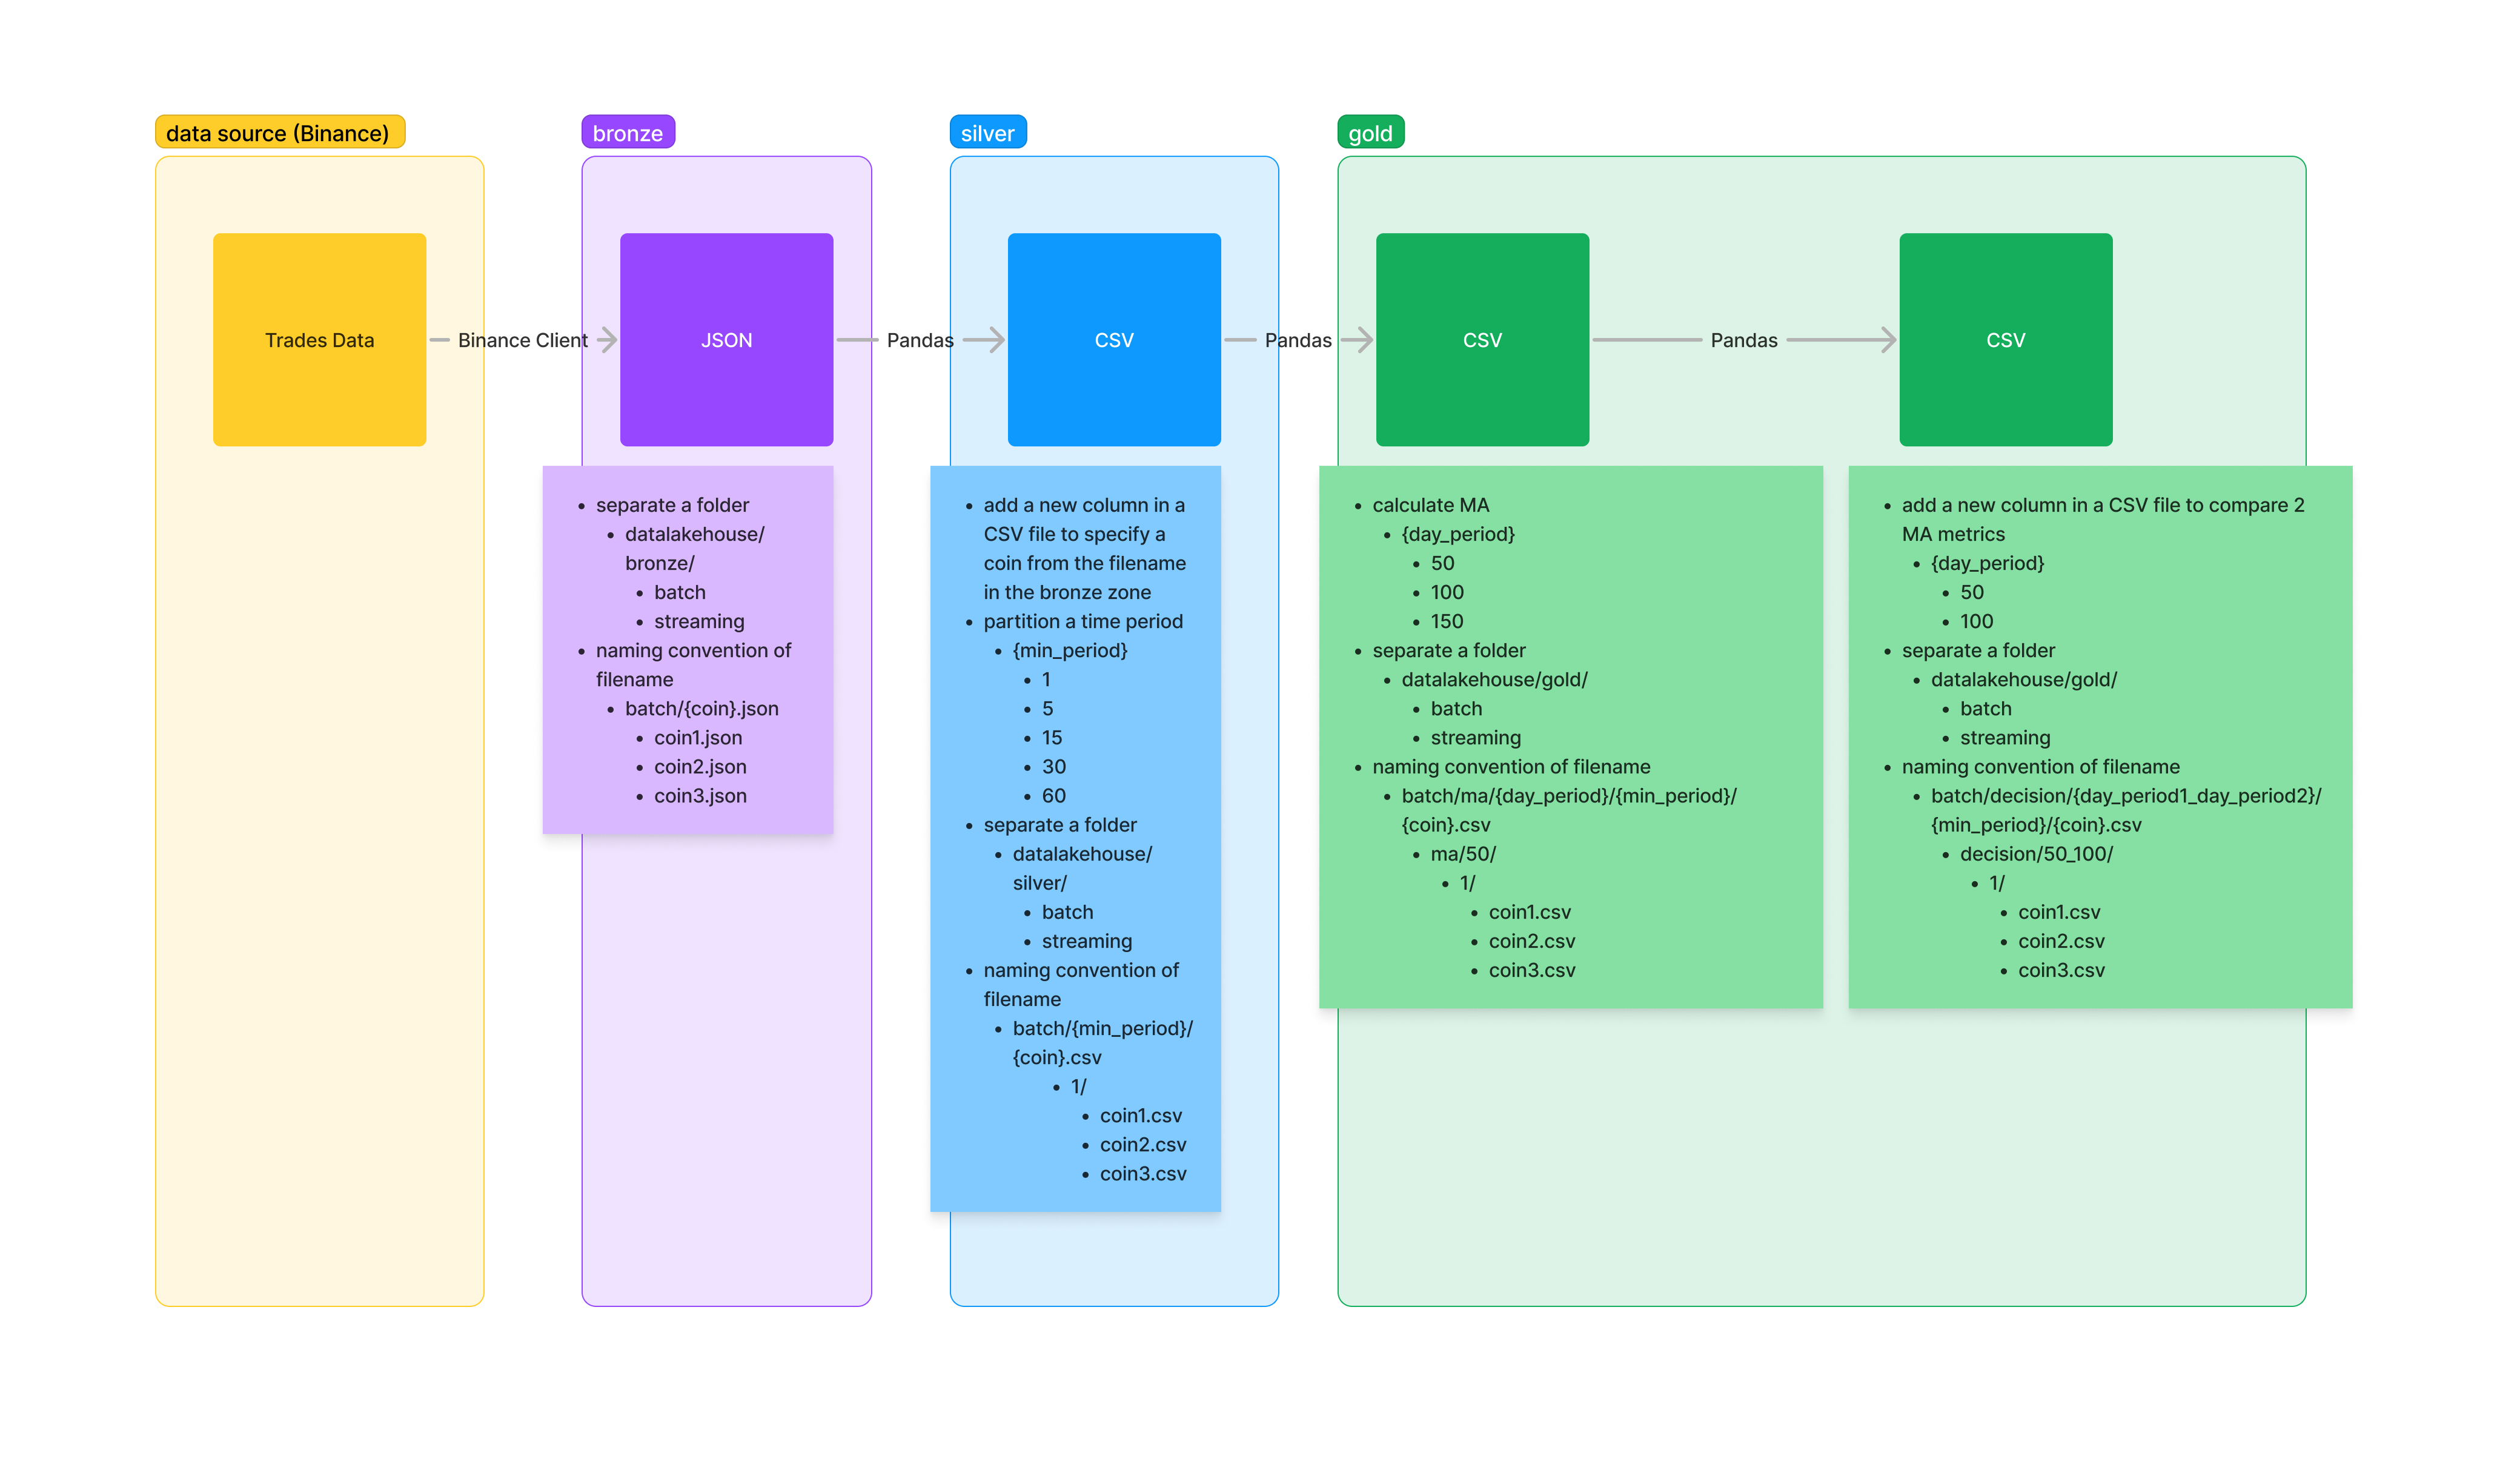 data source (Binance)
bronze
silver
gold
Trades Data
Binance Client
JSON
Pandas
CSV
Pandas
CSV
Pandas
CSV
• separate a folder
• datalakehouse/
bronze/
• batch
• streaming
• naming convention of
filename
• batch/{coin}.json
• coin1.json
• coin2.json
• coin3.json
• add a new column in a
CSV file to specify a
coin from the filename
in the bronze zone
• partition a time period
• {min_period}
• 1
• 5
• 15
• 30
• 60
• separate a folder
• datalakehouse/
silver/
• batch
• streaming
• naming convention of
filename
• batch/{min_period}/
{coin}.csv
• 1/
• coin1.csv
• coin2.csv
• coin3.csv
• calculate MA
• {day_period}
• 50
• 100
• 150
• separate a folder
• datalakehouse/gold/
• batch
• streaming
• naming convention of filename
• batch/ma/{day_period}/{min_period}/
{coin}.csv
• ma/50/
• 1/
• coin1.csv
• coin2.csv
• coin3.csv
• add a new column in a CSV file to compare 2
MA metrics
• {day_period}
• 50
• 100
• separate a folder
• datalakehouse/gold/
• batch
• streaming
• naming convention of filename
• batch/decision/{day_period1_day_period2}/
{min_period}/{coin}.csv
• decision/50_100/
• 1/
• coin1.csv
• coin2.csv
• coin3.csv